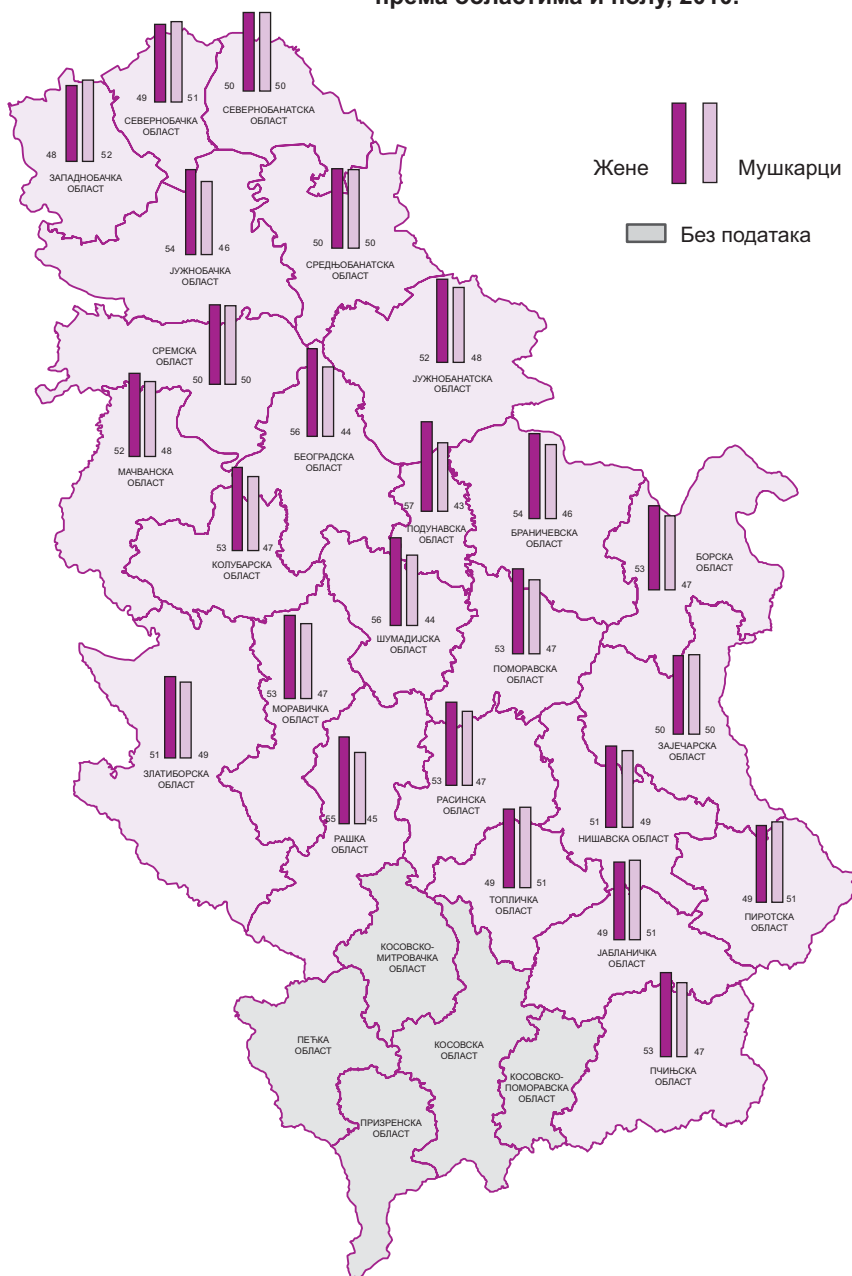 према областима и полу, 2010.
50 50
49 51
СЕВЕРНОБАНАТСКА
ОБЛАСТ
СЕВЕРНОБАЧКА
ОБЛАСТ
48 52
ЗАПАДНОБАЧКА
ОБЛАСТ
Жене Мушкарци
Без података
54 46
ЈУЖНОБАЧКА
ОБЛАСТ
50 50
СРЕДЊОБАНАТСКА
ОБЛАСТ
СРЕМСКА
ОБЛАСТ
50 50
52 48
ЈУЖНОБАНАТСКА
ОБЛАСТ
56 44
БЕОГРАДСКА
ОБЛАСТ
52 48
МАЧВАНСКА
ОБЛАСТ
57 43
ПОДУНАВСКА
ОБЛАСТ
54 46
БРАНИЧЕВСКА
ОБЛАСТ
53 47
БОРСКА
ОБЛАСТ
53 47
КОЛУБАРСКА
ОБЛАСТ
56 44
ШУМАДИЈСКА
ОБЛАСТ
53 47
ПОМОРАВСКА
ОБЛАСТ
53 47
МОРАВИЧКА
ОБЛАСТ
50 50
ЗАЈЕЧАРСКА
ОБЛАСТ
51 49
ЗЛАТИБОРСКА
ОБЛАСТ
53 47
РАСИНСКА
ОБЛАСТ
55 45
РАШКА
ОБЛАСТ
51 49
НИШАВСКА ОБЛАСТ
49 51
ТОПЛИЧКА
ОБЛАСТ
49 51
ПИРОТСКА
ОБЛАСТ
49 51
ЈАБЛАНИЧКА
ОБЛАСТ
КОСОВСКО-
МИТРОВАЧКА
ОБЛАСТ
ПЕЋКА
ОБЛАСТ
КОСОВСКА
ОБЛАСТ
53 47
ПЧИЊСКА
ОБЛАСТ
КОСОВСКО-
ПОМОРАВСКА
ОБЛАСТ
ПРИЗРЕНСКА
ОБЛАСТ